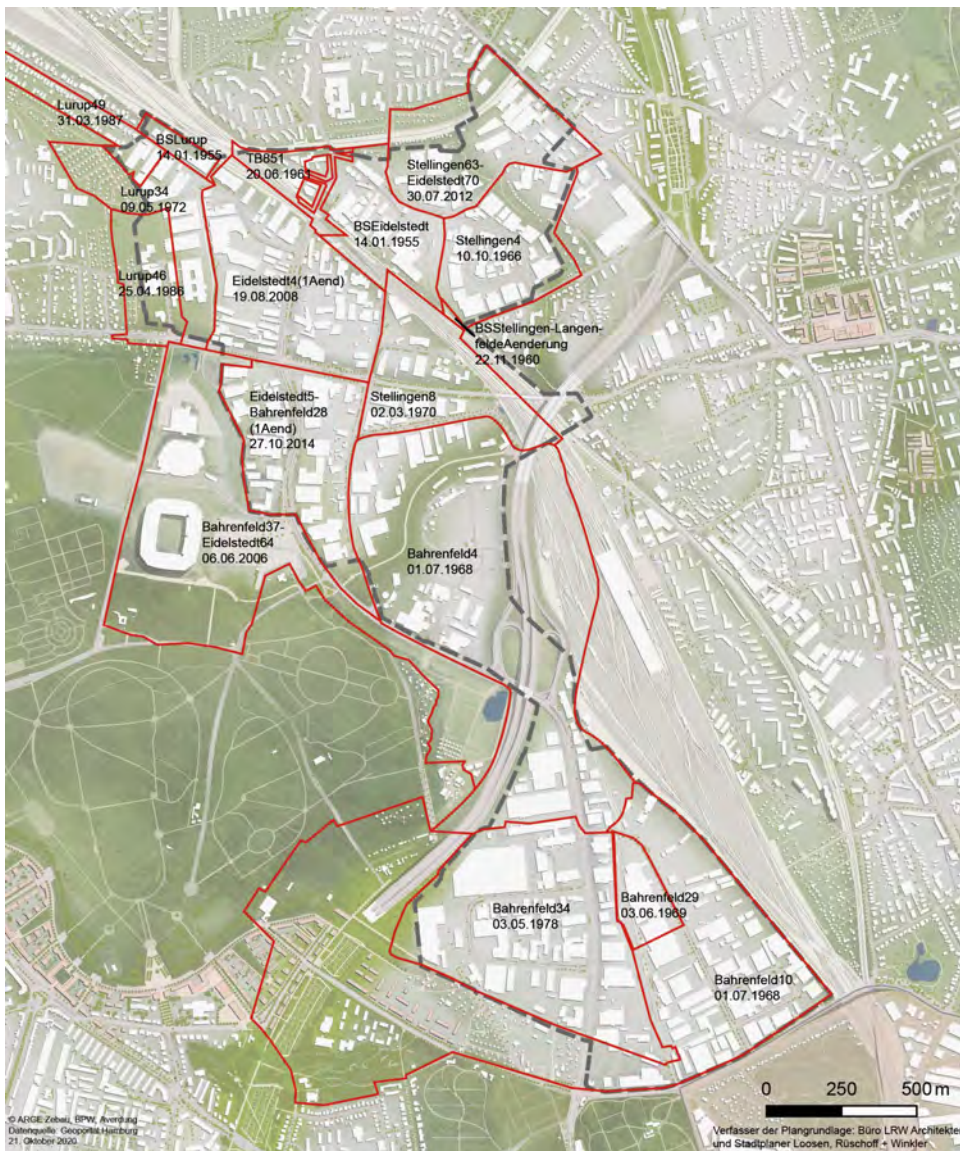 Lurup49
31.03.1987
BSLurup
14.01.1955
TB851
20.06.1961
Lurup34
09.05.1972
Stellingen63-
Eidelstedt70
30.07.2012
BSEidelstedt
14.01.1955
Stellingen4
10.10.1966
Lurup46
25.04.1986
Eidelstedt4(1Aend)
19.08.2008
BSStellingen-Langen-
feldeAenderung
22.11.1960
Eidelstedt5-
Bahrenfeld28
(1Aend)
27.10.2014
Stellingen8
02.03.1970
Bahrenfeld37-
Eidelstedt64
06.06.2006
Bahrenfeld4
01.07.1968
Bahrenfeld29
03.06.1969
Bahrenfeld34
03.05.1978
Bahrenfeld10
01.07.1968
0 250 500 m
© ARGE Zebau, BPW, Averdung
Datenquelle: Geoportal Hamburg
21. Oktober 2020
Verfasser der Plangrundlage: Büro LRW Architekten
und Stadtplaner Loosen, Rüschoff + Winkler